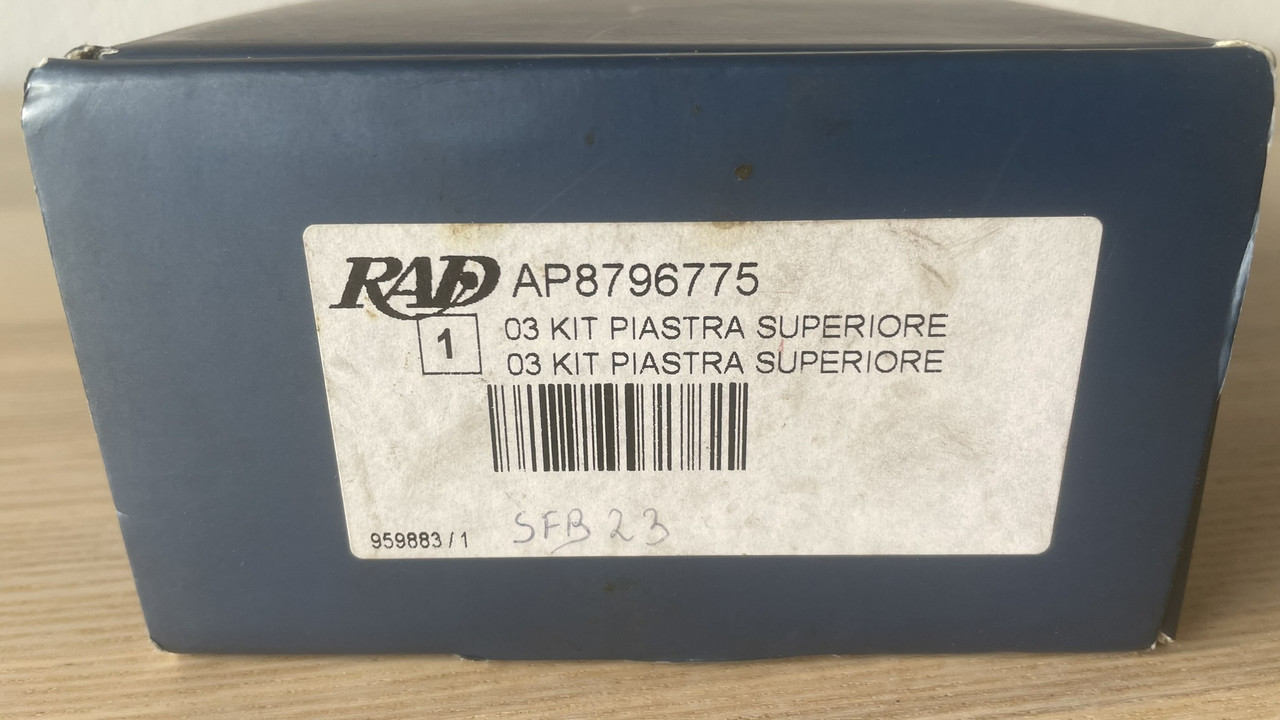 RAD AP8796775
1 03 KIT PIASTRA SUPERIORE
03 KIT PIASTRA SUPERIORE
959883/1 SFB 23